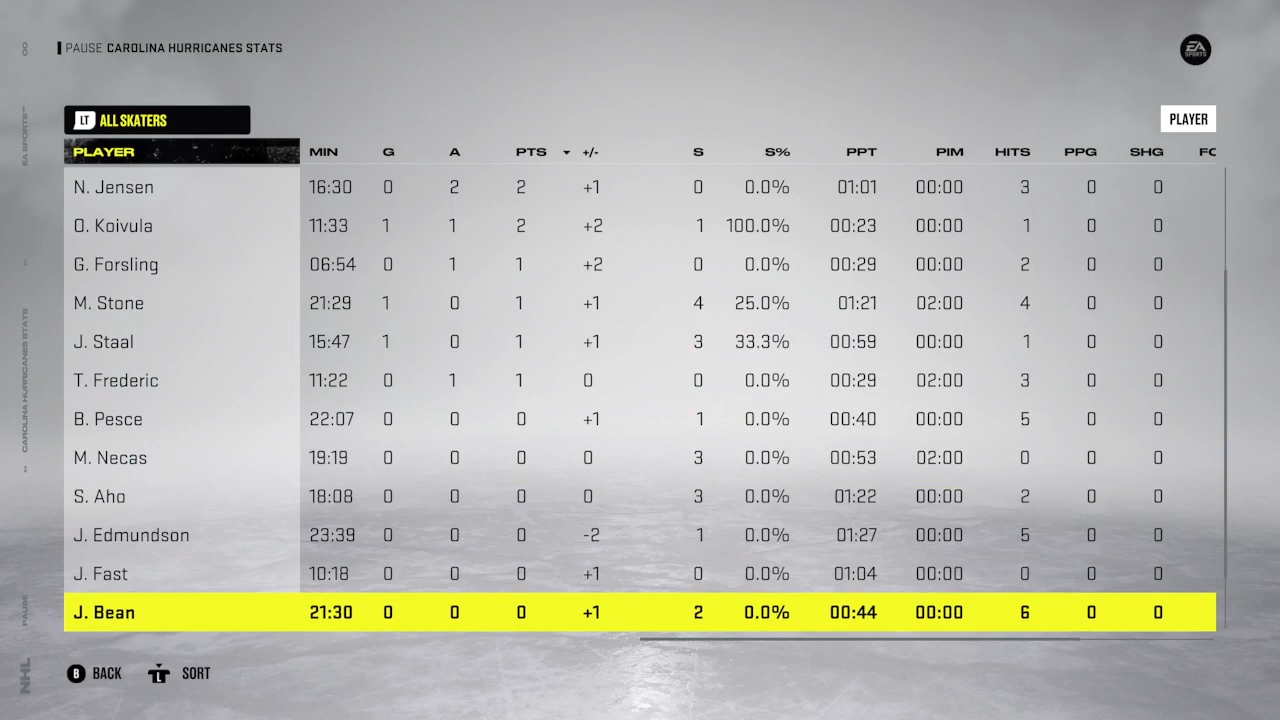 PAUSE CAROLINA HURRICANES STATS
EA SPORTS
LT ALL SKATERS
PLAYER
PLAYER MIN G A PTS +/- S S% PPT PIM HITS PPG SHG FO
N. Jensen 16:30 0 2 2 +1 0 0.0% 01:01 00:00 3 0 0
O. Koivula 11:33 1 1 2 +2 1 100.0% 00:23 00:00 1 0 0
G. Forsling 06:54 0 1 1 +2 0 0.0% 00:29 00:00 2 0 0
M. Stone 21:29 1 0 1 +1 4 25.0% 01:21 02:00 4 0 0
J. Staal 15:47 1 0 1 +1 3 33.3% 00:59 00:00 1 0 0
T. Frederic 11:22 0 1 1 0 0 0.0% 00:29 02:00 3 0 0
B. Pesce 22:07 0 0 0 +1 1 0.0% 00:40 00:00 5 0 0
M. Necas 19:19 0 0 0 0 3 0.0% 00:53 02:00 0 0 0
S. Aho 18:08 0 0 0 0 3 0.0% 01:22 00:00 2 0 0
J. Edmundson 23:39 0 0 0 -2 1 0.0% 01:27 00:00 5 0 0
J. Fast 10:18 0 0 0 +1 0 0.0% 01:04 00:00 0 0 0
J. Bean 21:30 0 0 0 +1 2 0.0% 00:44 00:00 6 0 0
B BACK L SORT
NHL PAUSE » CAROLINA HURRICANES STATS EA SPORTS™